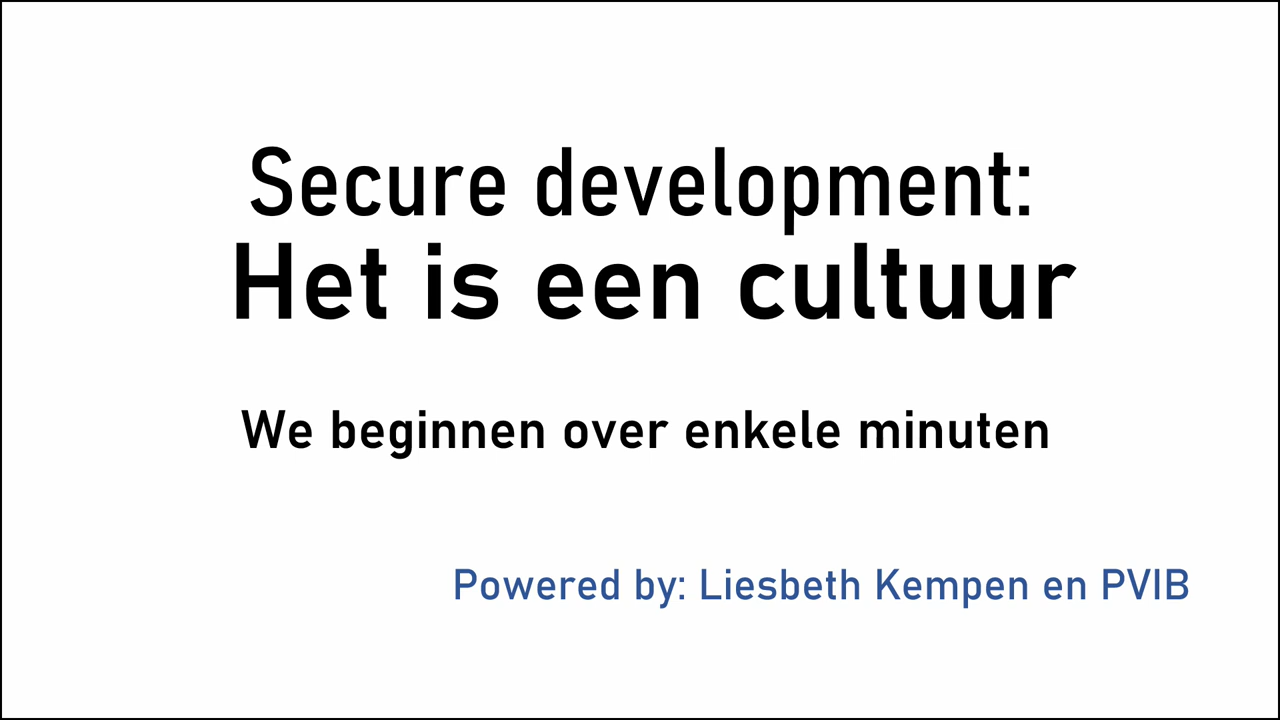 Secure development:
Het is een cultuur
We beginnen over enkele minuten
Powered by: Liesbeth Kempen en PVIB